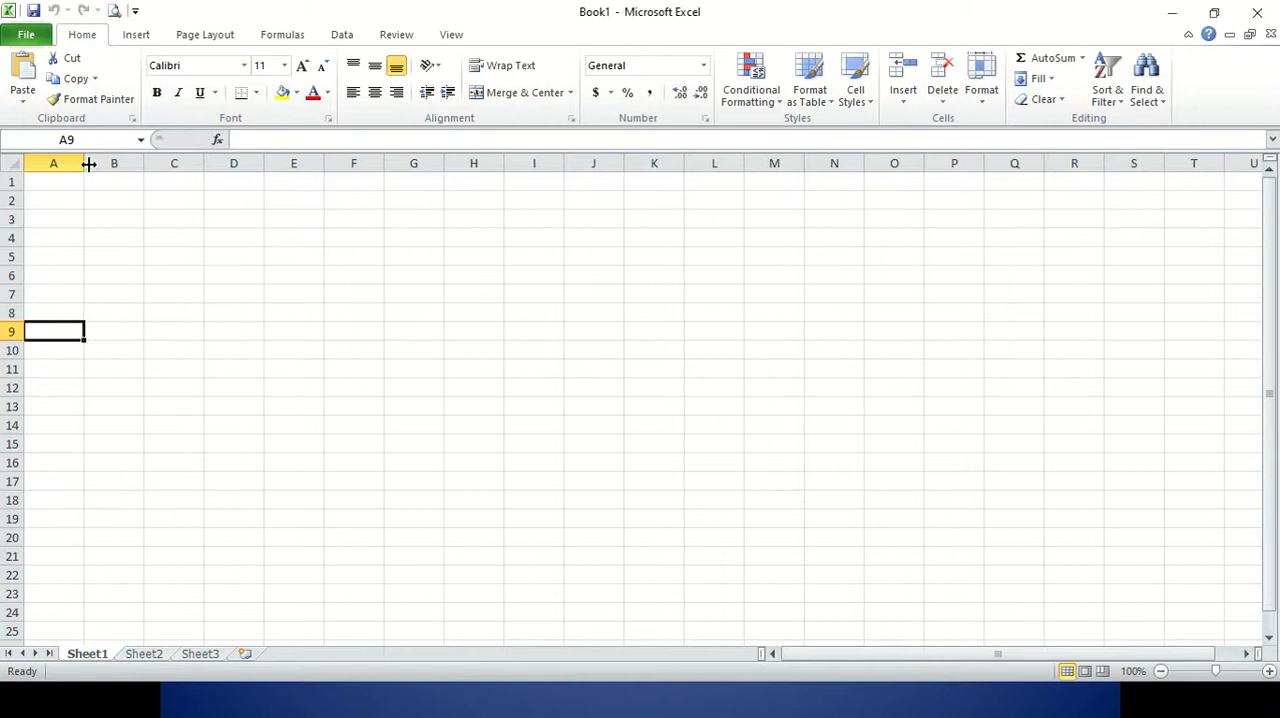 Book1 - Microsoft Excel
File Home Insert Page Layout Formulas Data Review View
Paste
Cut
Copy
Format Painter
Clipboard
Calibri 11 A A
B I U A
Font
Wrap Text
Merge & Center
Alignment
General
$ % ,
Number
Conditional Formatting
Format as Table
Cell Styles
Styles
Insert
Delete
Format
Cells
Σ AutoSum
Fill
Clear
Sort & Filter
Find & Select
Editing
A9 fx
A B C D E F G H I J K L M N O P Q R S T U
1
2
3
4
5
6
7
8
9
10
11
12
13
14
15
16
17
18
19
20
21
22
23
24
25
Sheet1 Sheet2 Sheet3
Ready 100%